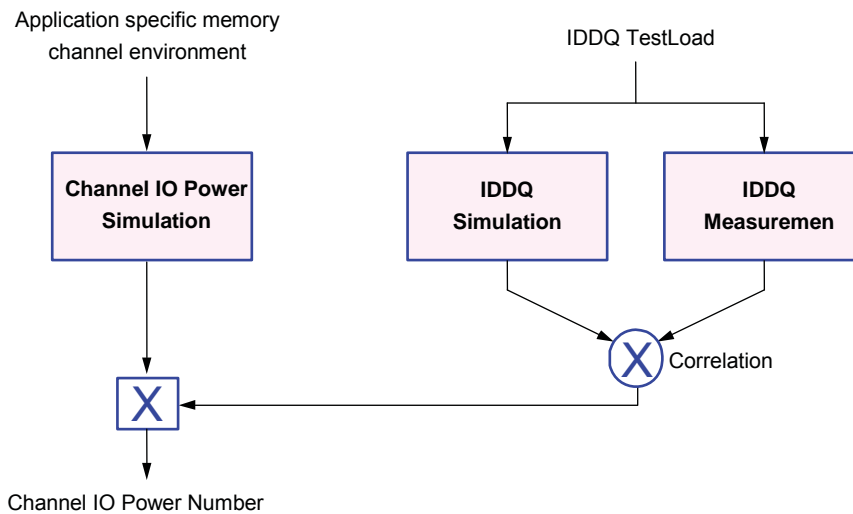 Application specific memory
channel environment
IDDQ TestLoad
Channel IO Power
Simulation
IDDQ
Simulation
IDDQ
Measuremen
X
Correlation
X
Channel IO Power Number